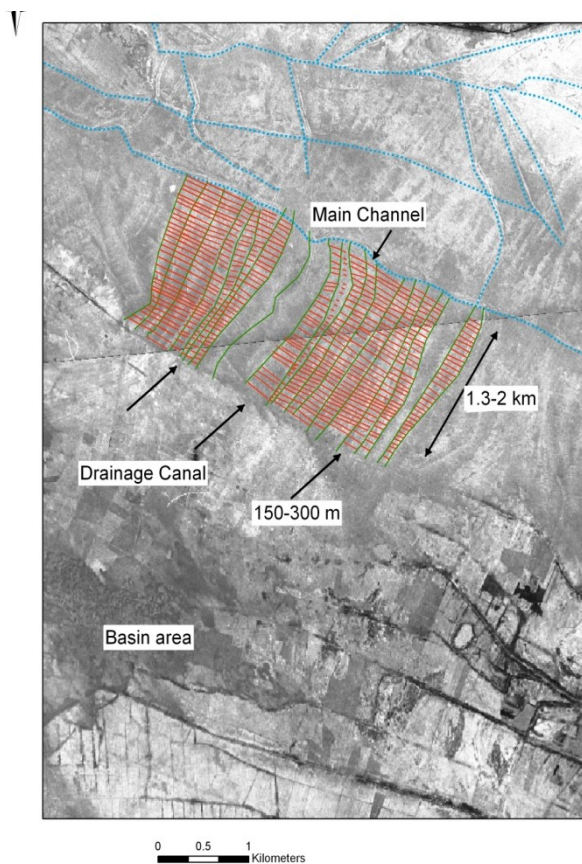 Main Channel
1.3-2 km
Drainage Canal
150-300 m
Basin area
0 0.5 1
Kilometers